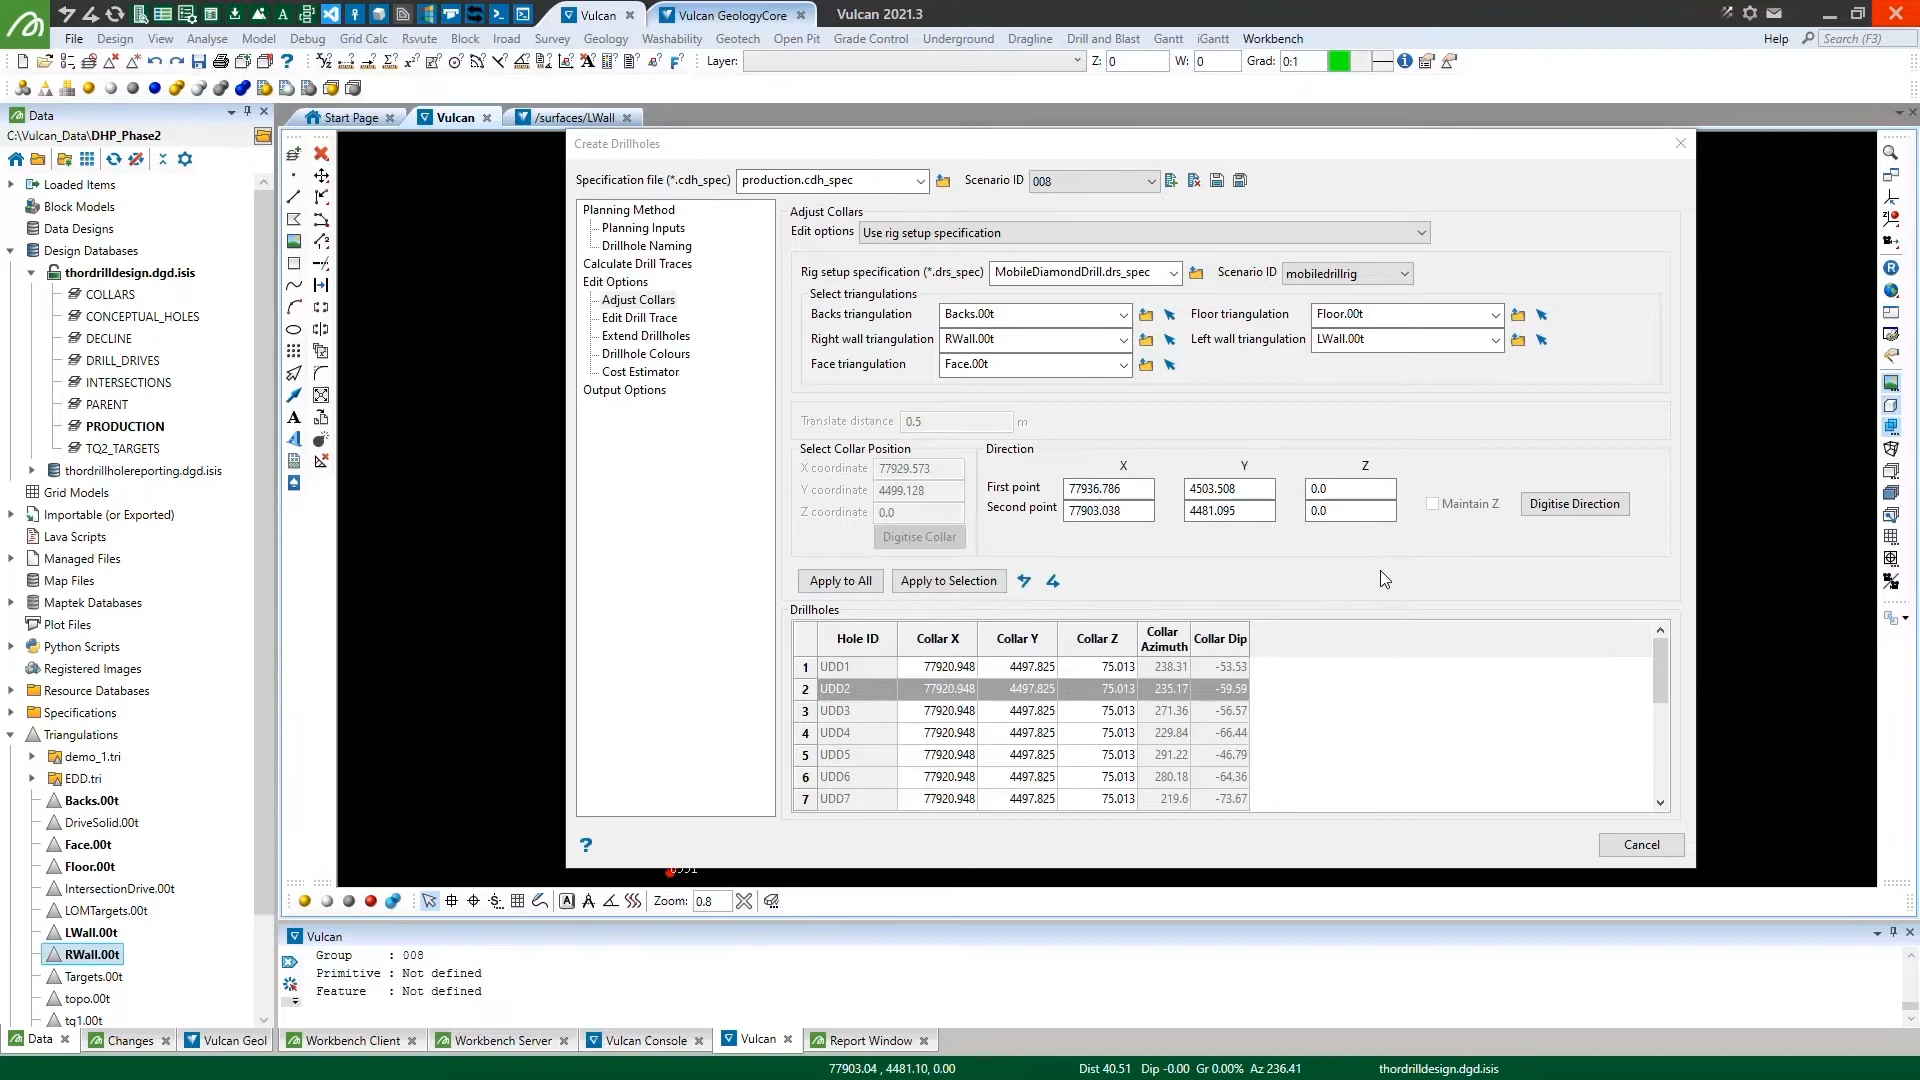 Vulcan
Vulcan GeologyCore
Vulcan 2021.3
File Design View Analyse Model Debug Grid Calc Rsvute Block Iroad Survey Geology Washability Geotech Open Pit Grade Control Underground Dragline Drill and Blast Gantt iGantt Workbench Help Search (F3)
Layer: Z: 0 W: 0 Grad: 0:1
Data
Start Page Vulcan /surfaces/LWall
C:\Vulcan_Data\DHP_Phase2
Loaded Items
Block Models
Data Designs
Design Databases
thordrilldesign.dgd.isis
COLLARS
CONCEPTUAL_HOLES
DECLINE
DRILL_DRIVES
INTERSECTIONS
PARENT
PRODUCTION
TQ2_TARGETS
thordrillholereporting.dgd.isis
Grid Models
Importable (or Exported)
Lava Scripts
Managed Files
Map Files
Maptek Databases
Plot Files
Python Scripts
Registered Images
Resource Databases
Specifications
Triangulations
demo_1.tri
EDD.tri
Backs.00t
DriveSolid.00t
Face.00t
Floor.00t
IntersectionDrive.00t
LOMTargets.00t
LWall.00t
RWall.00t
Targets.00t
topo.00t
tq1.00t
Create Drillholes
Specification file (*.cdh_spec) production.cdh_spec Scenario ID 008
Planning Method
Planning Inputs
Drillhole Naming
Calculate Drill Traces
Edit Options
Adjust Collars
Edit Drill Trace
Extend Drillholes
Drillhole Colours
Cost Estimator
Output Options
Adjust Collars
Edit options Use rig setup specification
Rig setup specification (*.drs_spec) MobileDiamondDrill.drs_spec Scenario ID mobiledrillrig
Select triangulations
Backs triangulation Backs.00t Floor triangulation Floor.00t
Right wall triangulation RWall.00t Left wall triangulation LWall.00t
Face triangulation Face.00t
Translate distance 0.5 m
Select Collar Position
X coordinate 77929.573
Y coordinate 4499.128
Z coordinate 0.0
Digitise Collar
Direction
X Y Z
First point 77936.786 4503.508 0.0
Second point 77903.038 4481.095 0.0
Maintain Z
Digitise Direction
Apply to All Apply to Selection
Drillholes
Hole ID Collar X Collar Y Collar Z Collar Azimuth Collar Dip
1 UDD1 77920.948 4497.825 75.013 238.31 -53.53
2 UDD2 77920.948 4497.825 75.013 235.17 -59.59
3 UDD3 77920.948 4497.825 75.013 271.36 -56.57
4 UDD4 77920.948 4497.825 75.013 229.84 -66.44
5 UDD5 77920.948 4497.825 75.013 291.22 -46.79
6 UDD6 77920.948 4497.825 75.013 280.18 -64.36
7 UDD7 77920.948 4497.825 75.013 219.6 -73.67
? Cancel
Zoom: 0.8
Vulcan
Group : 008
Primitive : Not defined
Feature : Not defined
Data Changes Vulcan Geol Workbench Client Workbench Server Vulcan Console Vulcan Report Window
77903.04 , 4481.10, 0.00 Dist 40.51 Dip -0.00 Gr 0.00% Az 236.41 thordrilldesign.dgd.isis